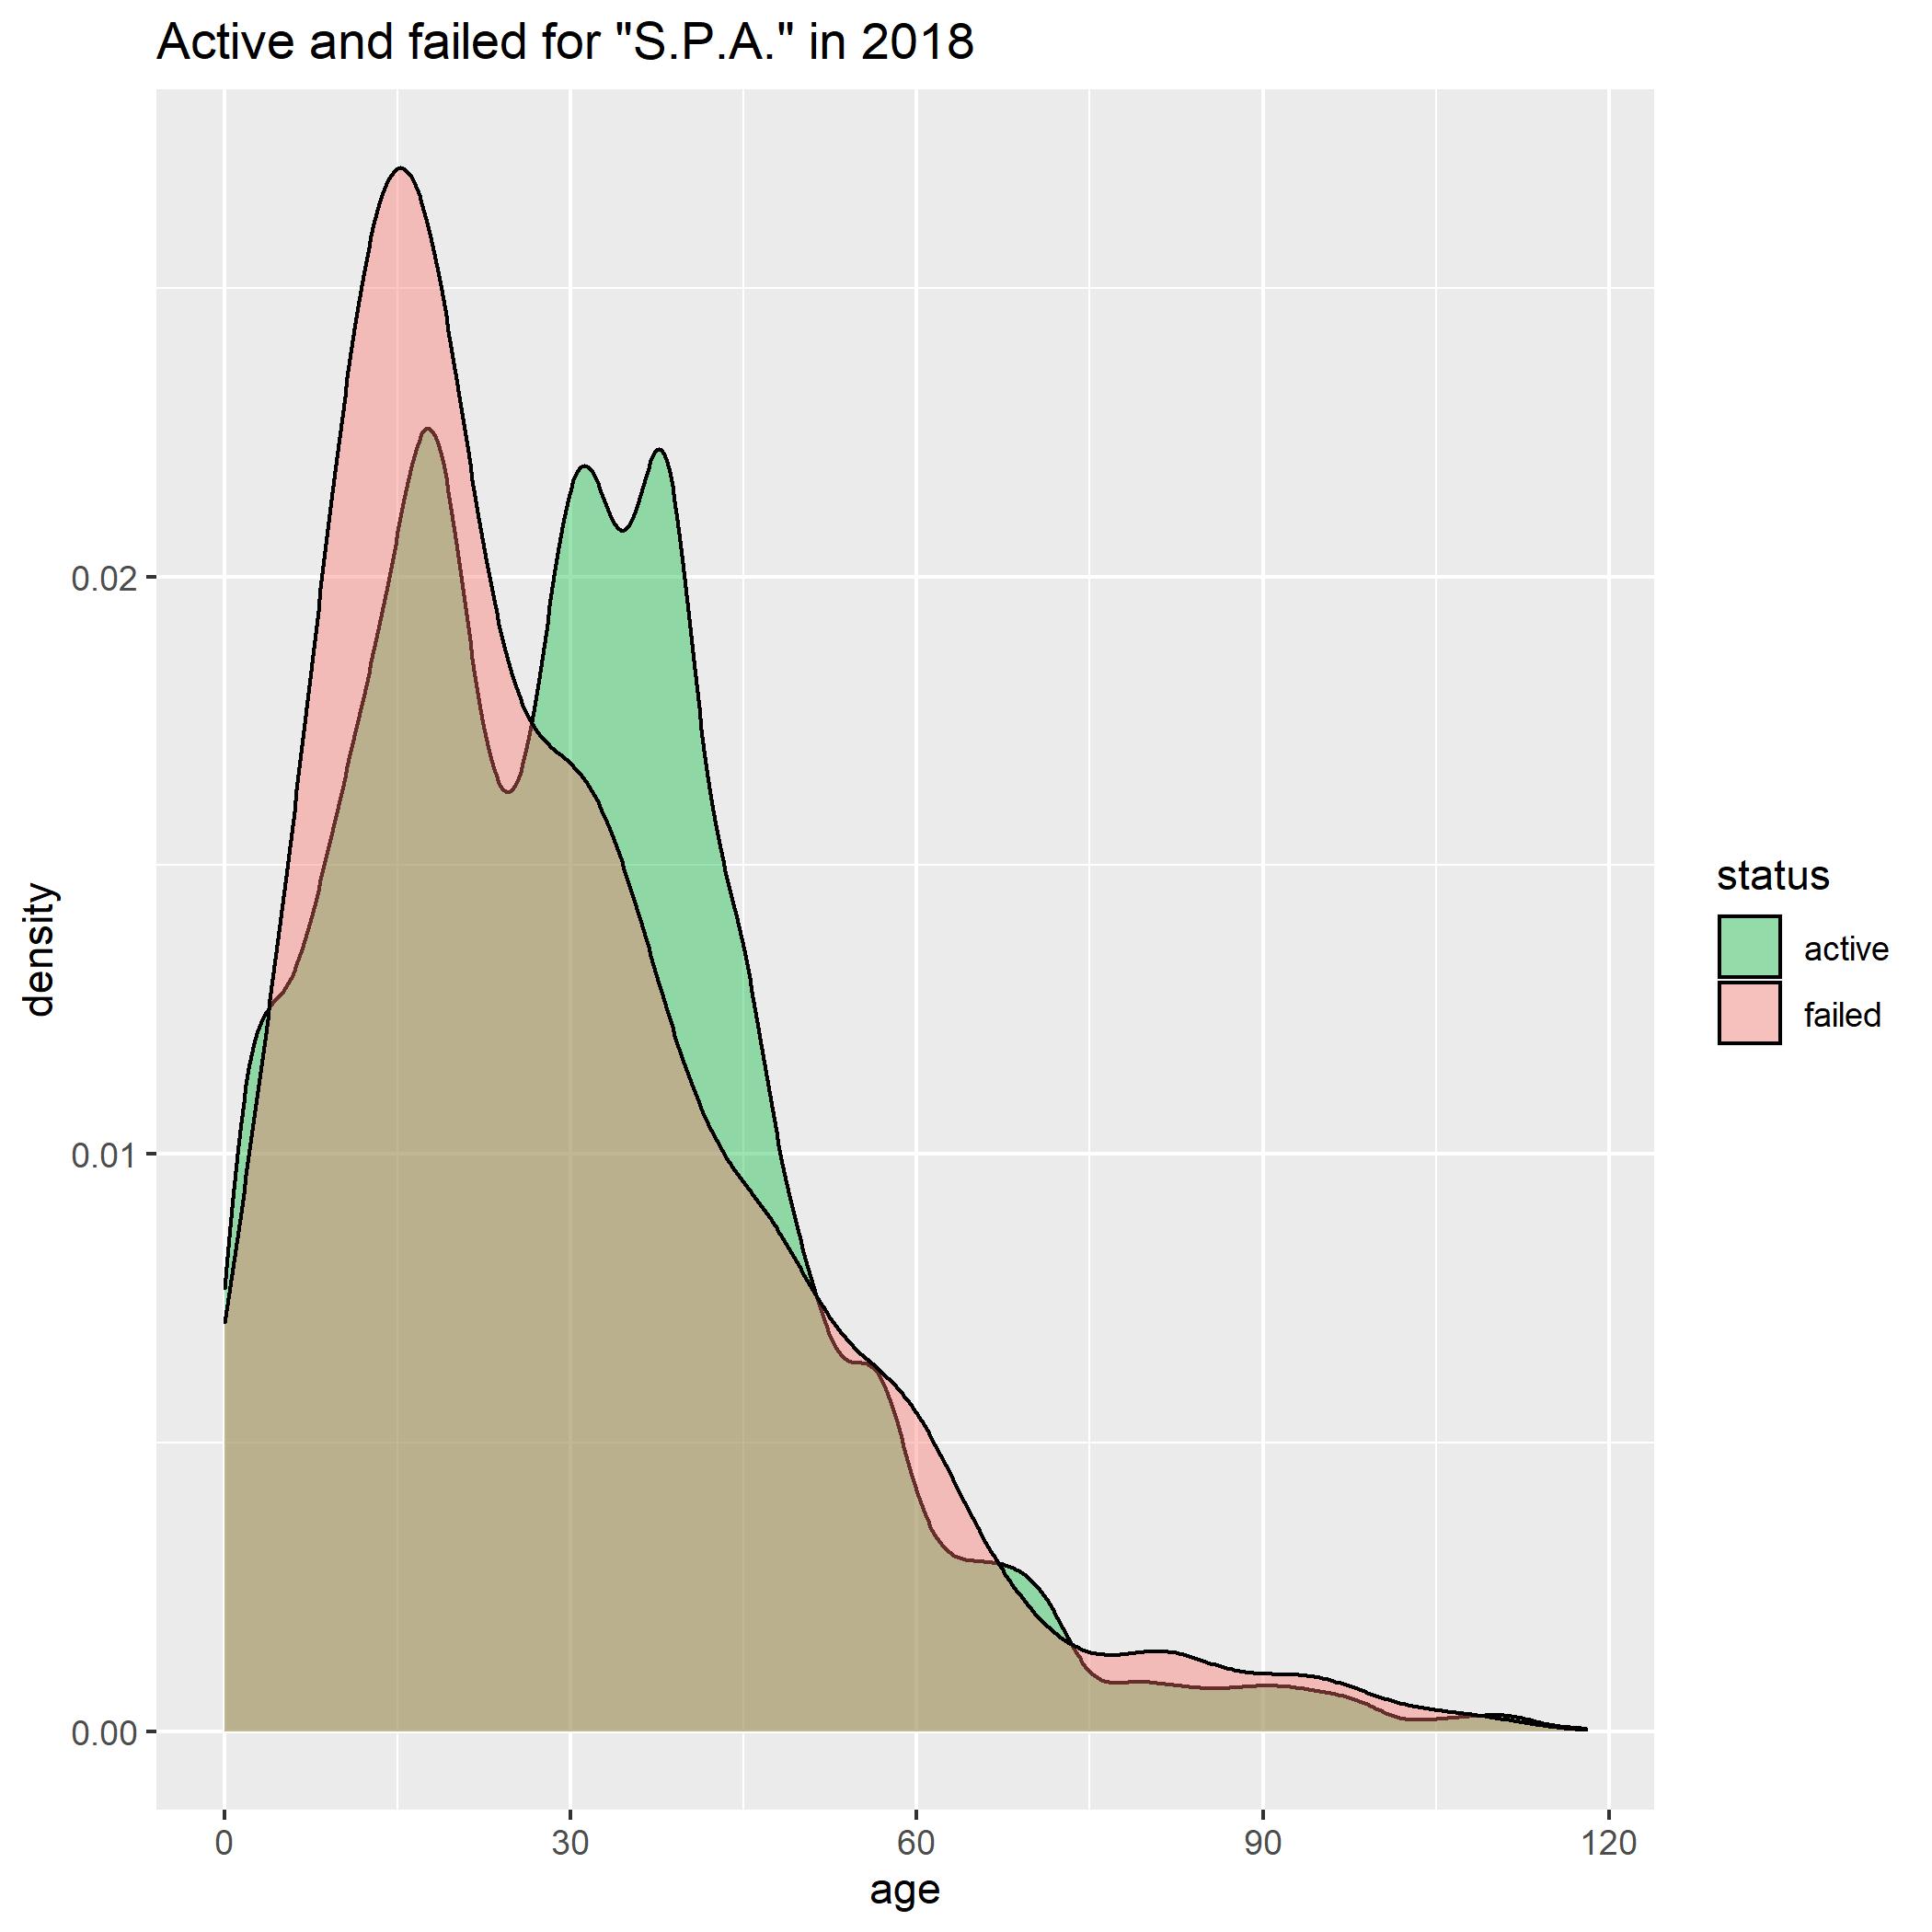 Active and failed for "S.P.A." in 2018
density
0.02
0.01
0.00
0 30 60 90 120
age
status
active
failed